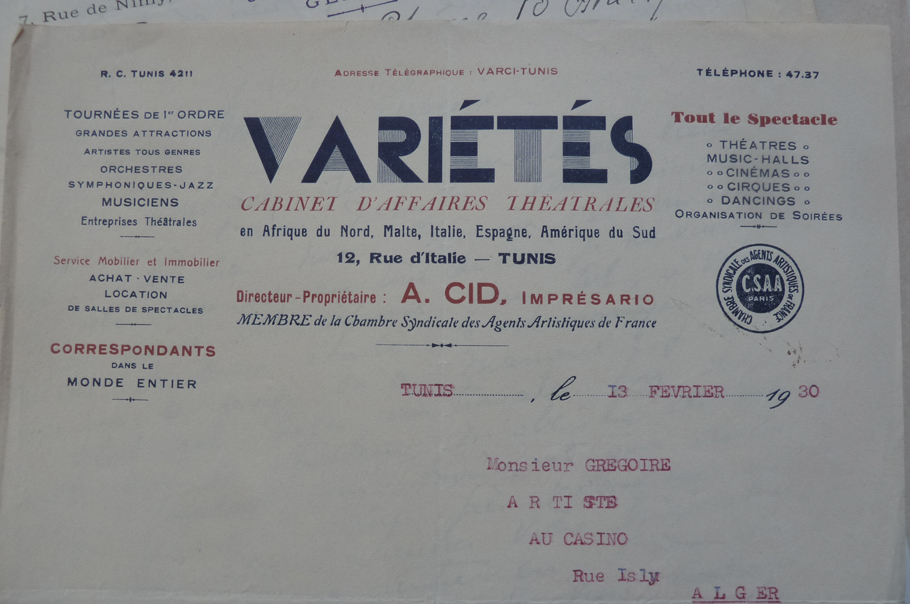 7, Rue de
R. C. TUNIS 4211
ADRESSE TÉLÉGRAPHIQUE : VARCI-TUNIS
TÉLÉPHONE : 47.37
TOURNÉES DE 1er ORDRE
GRANDES ATTRACTIONS
ARTISTES TOUS GENRES
ORCHESTRES
SYMPHONIQUES-JAZZ
MUSICIENS
Entreprises Théâtrales
Service Mobilier et Immobilier
ACHAT - VENTE
LOCATION
DE SALLES DE SPECTACLES
CORRESPONDANTS
DANS LE
MONDE ENTIER
VARIÉTÉS
CABINET D'AFFAIRES THÉATRALES
en Afrique du Nord, Malte, Italie, Espagne, Amérique du Sud
12, Rue d'Italie — TUNIS
Directeur-Propriétaire : A. CID, IMPRÉSARIO
MEMBRE de la Chambre Syndicale des Agents Artistiques de France
Tout le Spectacle
THÉATRES
MUSIC-HALLS
CINÉMAS
CIRQUES
DANCINGS
ORGANISATION DE SOIRÉES
CHAMBRE SYNDICALE DES AGENTS ARTISTIQUES DE FRANCE
C.S.A.A
PARIS
TUNIS, le 13 FEVRIER 1930
Monsieur GREGOIRE
A R TI STE
AU CASINO
Rue Isly
A L G E R